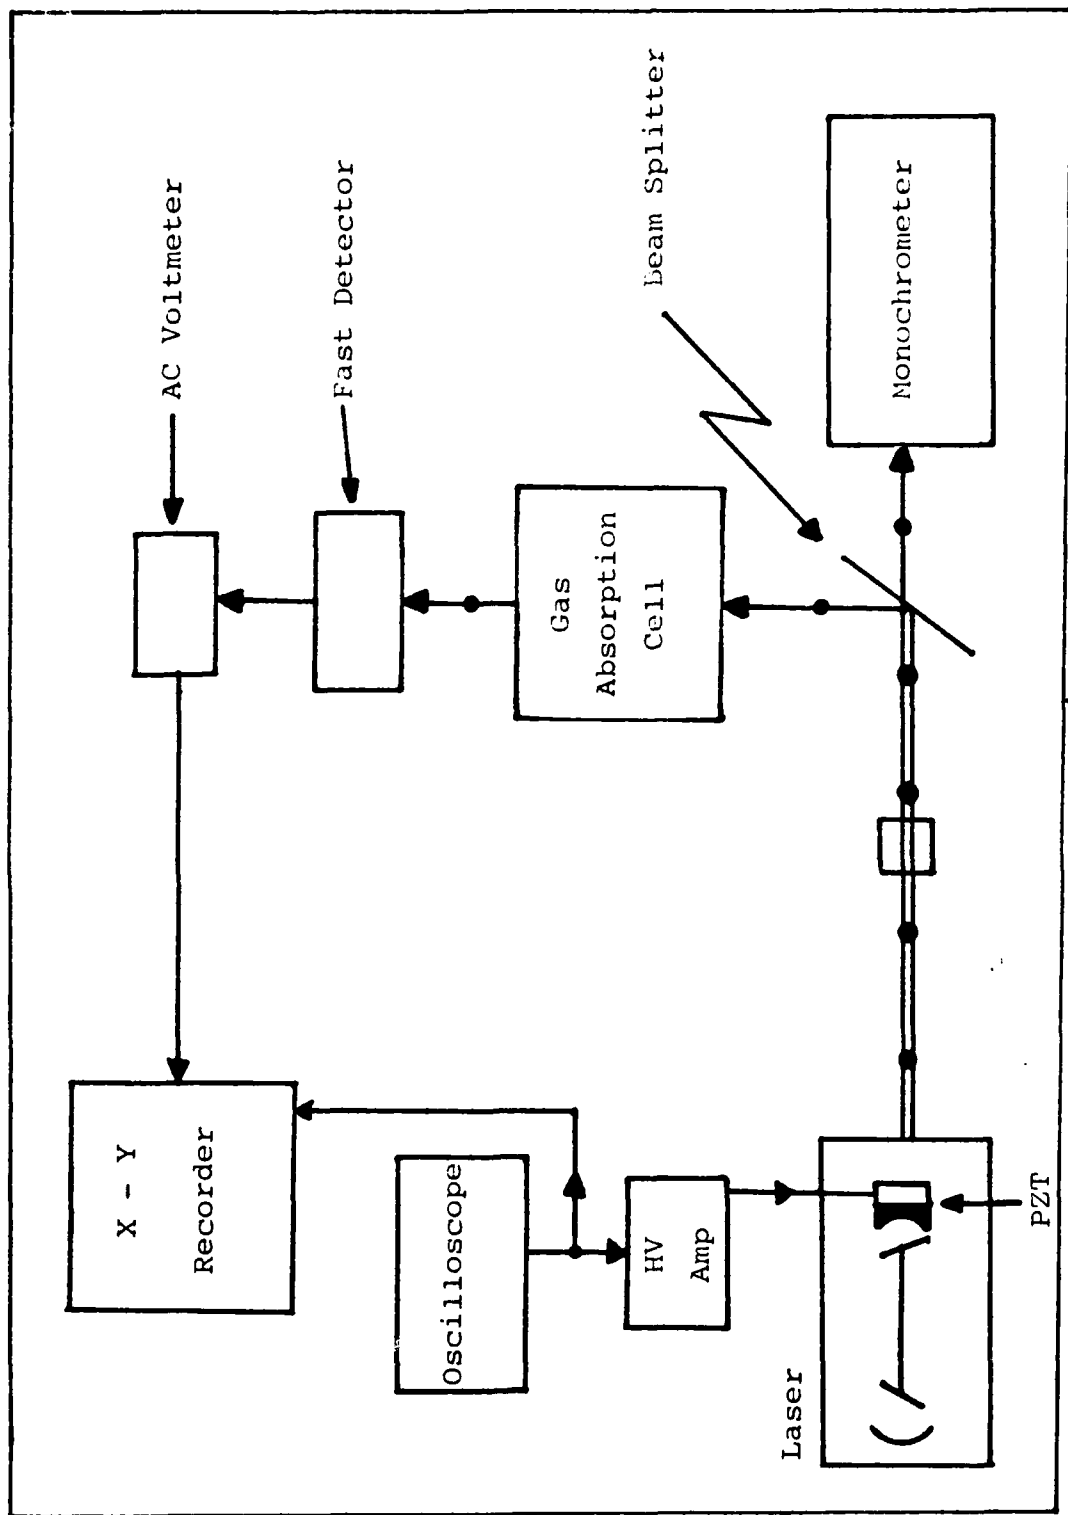 AC Voltmeter
Fast Detector
Beam Splitter
X - Y
Recorder
Gas
Absorption
Cell
Monochrometer
Oscilloscope
HV
Amp
Laser
PZT